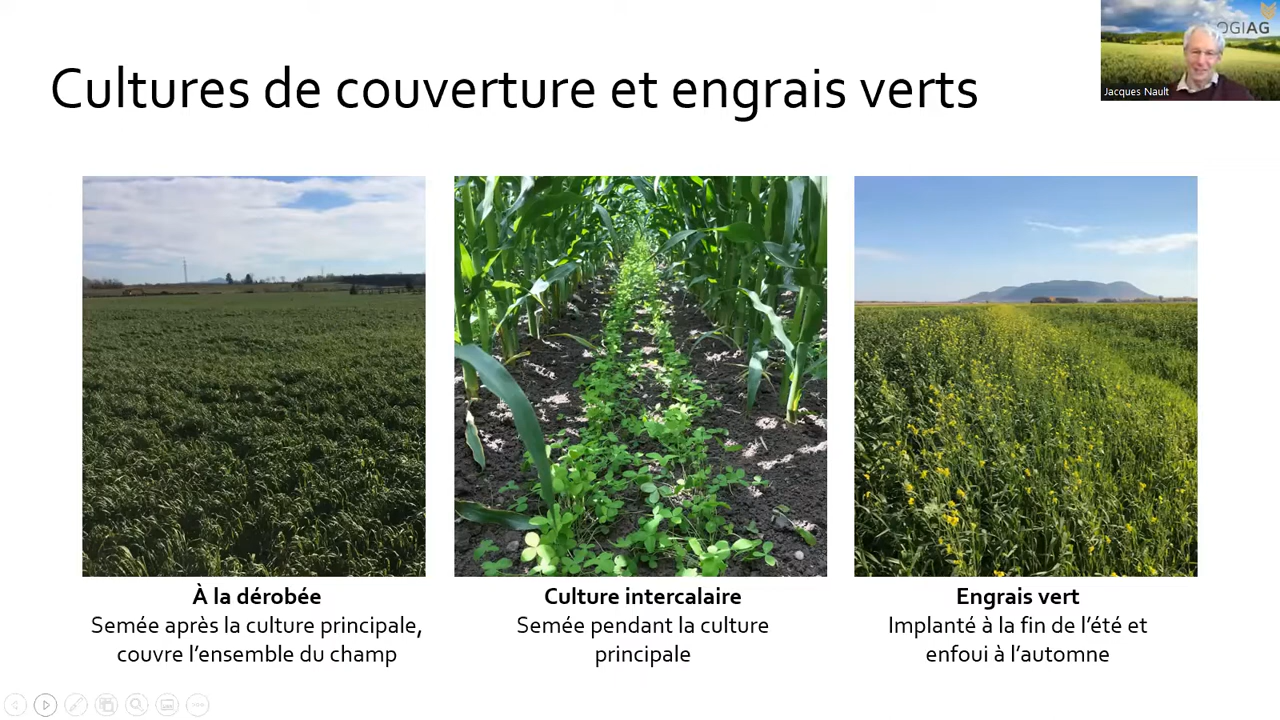 Cultures de couverture et engrais verts
OGIAG
Jacques Nault
À la dérobée
Semée après la culture principale,
couvre l'ensemble du champ
Culture intercalaire
Semée pendant la culture
principale
Engrais vert
Implanté à la fin de l'été et
enfoui à l'automne